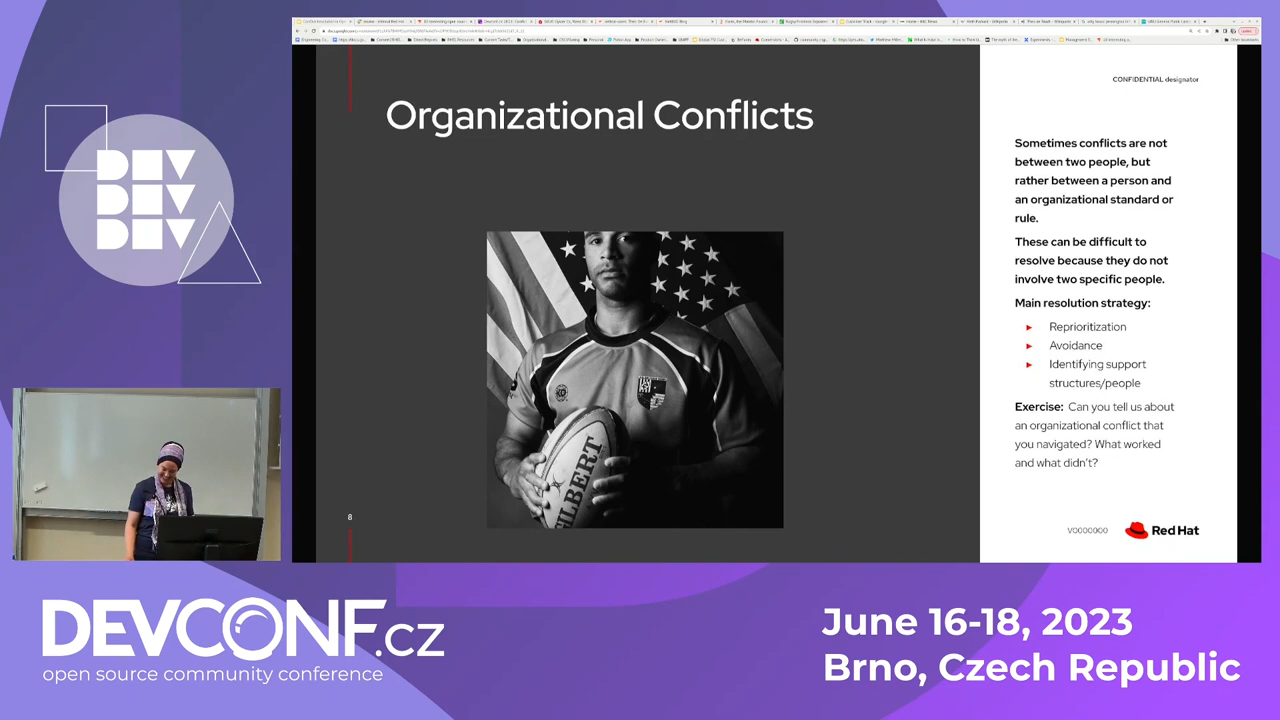 DEV
DEV
DEV
Organizational Conflicts
GILBERT
8
CONFIDENTIAL designator
Sometimes conflicts are not
between two people, but
rather between a person and
an organizational standard or
rule.
These can be difficult to
resolve because they do not
involve two specific people.
Main resolution strategy:
Reprioritization
Avoidance
Identifying support
structures/people
Exercise: Can you tell us about
an organizational conflict that
you navigated? What worked
and what didn't?
V0000000
Red Hat
DEVCONF.cz
open source community conference
June 16-18, 2023
Brno, Czech Republic